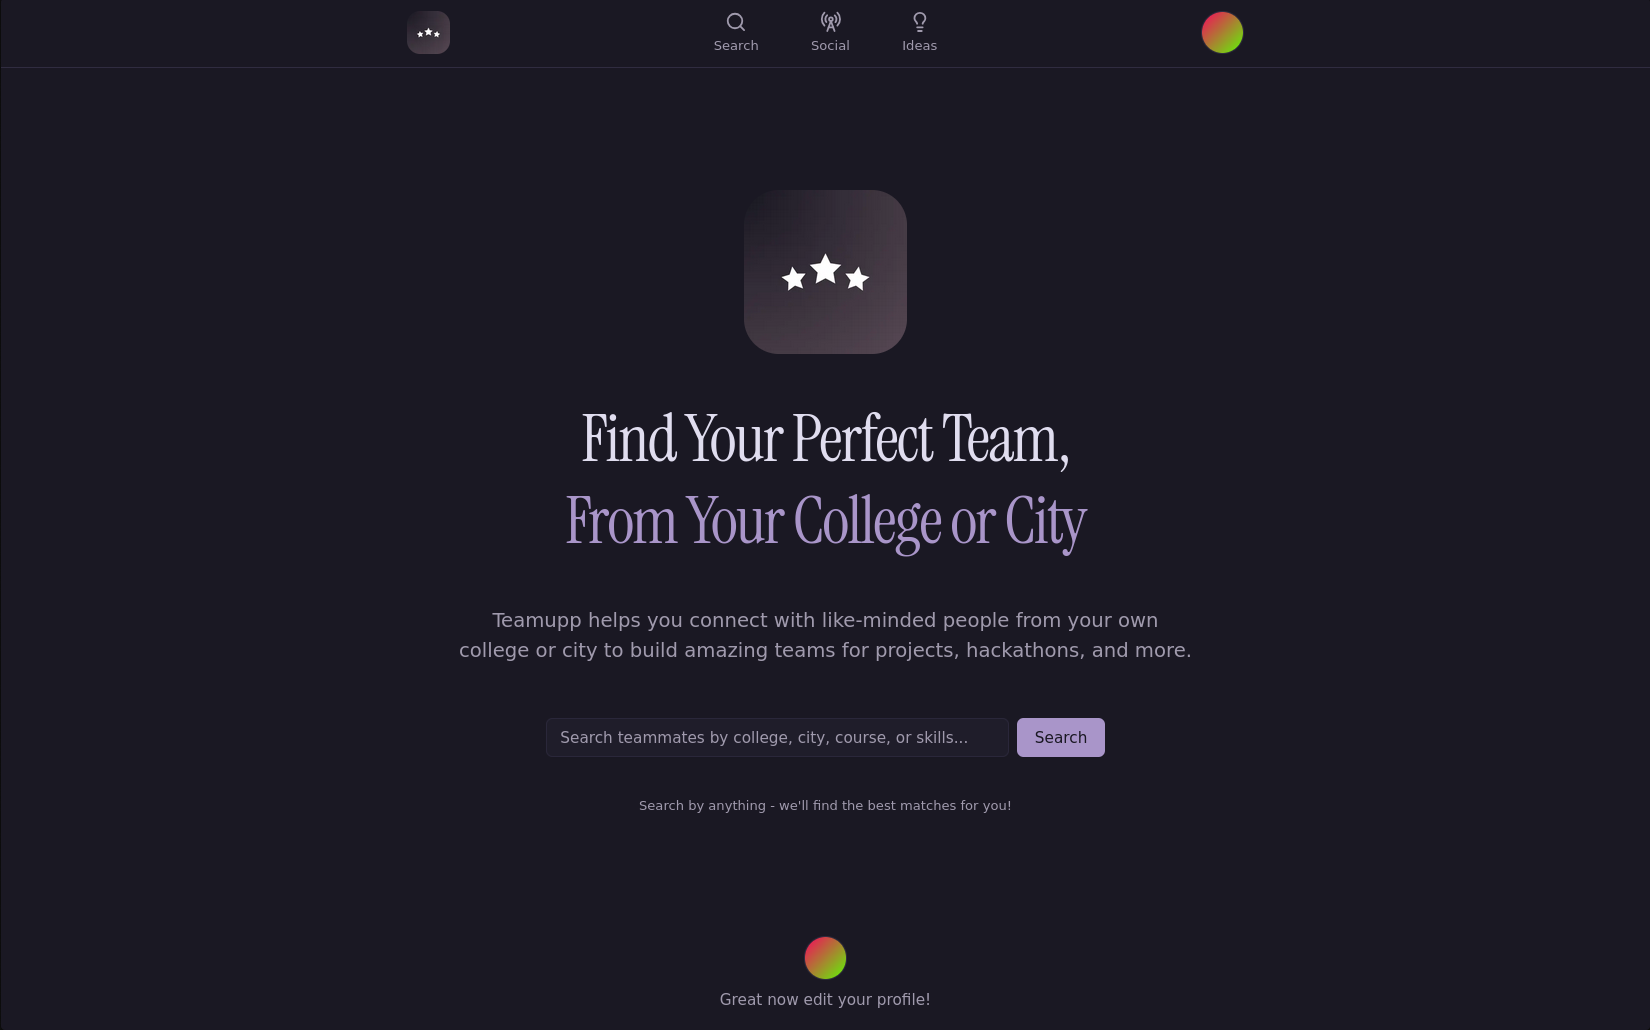 Search
Social
Ideas
Find Your Perfect Team,
From Your College or City
Teamupp helps you connect with like-minded people from your own
college or city to build amazing teams for projects, hackathons, and more.
Search teammates by college, city, course, or skills...
Search
Search by anything - we'll find the best matches for you!
Great now edit your profile!